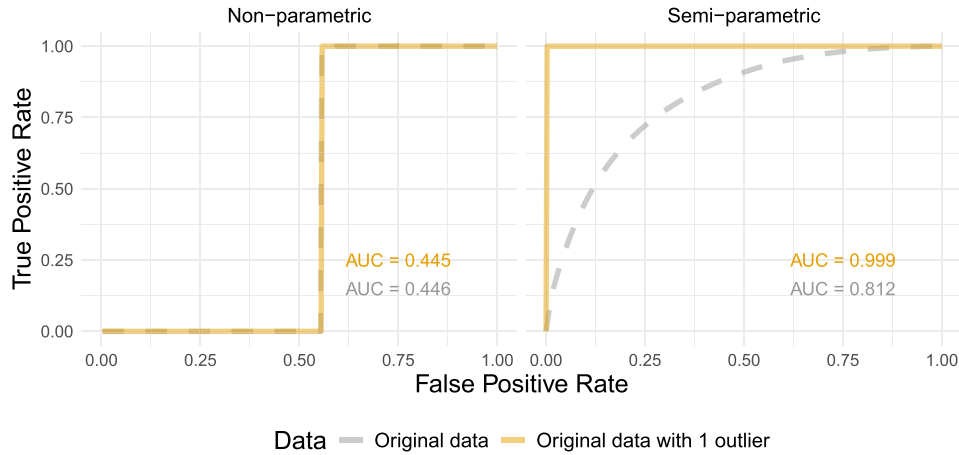 Non−parametric
Semi−parametric
True Positive Rate
1.00
0.75
0.50
0.25
0.00
AUC = 0.445
AUC = 0.446
AUC = 0.999
AUC = 0.812
0.00 0.25 0.50 0.75 1.00
0.00 0.25 0.50 0.75 1.00
False Positive Rate
Data Original data Original data with 1 outlier